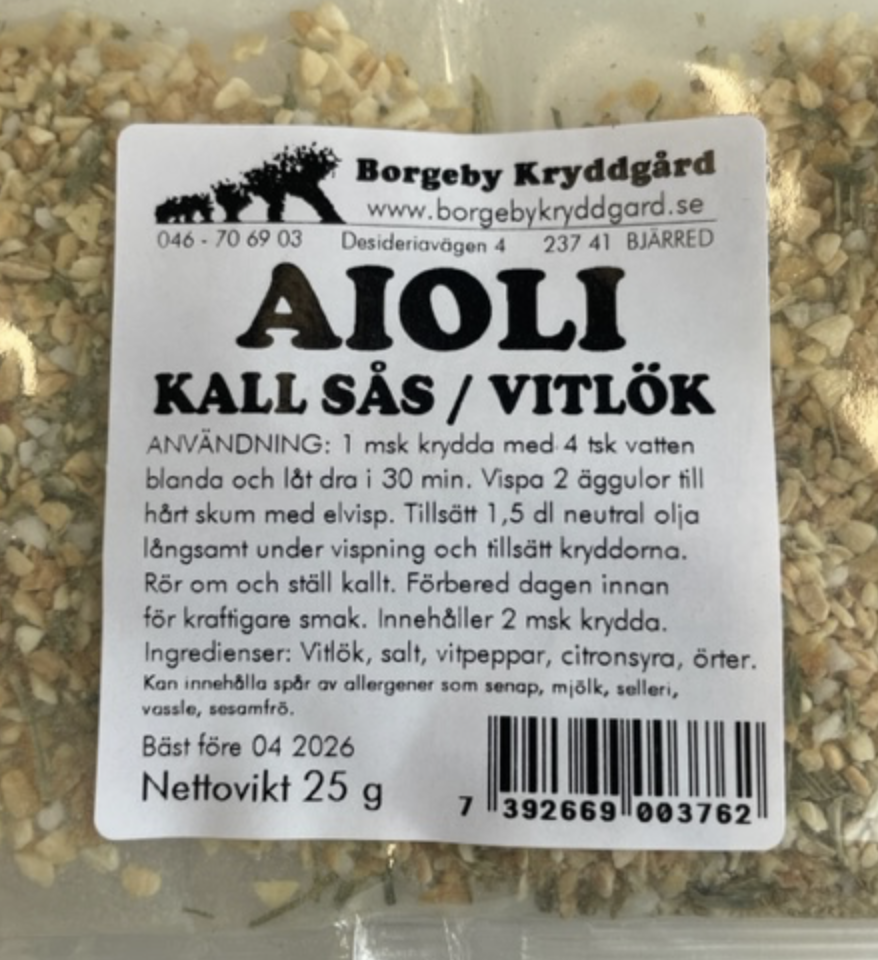 Borgeby Kryddgård
www.borgebykryddgard.se
046 - 70 69 03 Desideriavägen 4 237 41 BJÄRRED
AIOLI
KALL SÅS / VITLÖK
ANVÄNDNING: 1 msk krydda med 4 tsk vatten
blanda och låt dra i 30 min. Vispa 2 äggulor till
hårt skum med elvisp. Tillsätt 1,5 dl neutral olja
långsamt under vispning och tillsätt kryddorna.
Rör om och ställ kallt. Förbered dagen innan
för kraftigare smak. Innehåller 2 msk krydda.
Ingredienser: Vitlök, salt, vitpeppar, citronsyra, örter.
Kan innehålla spår av allergener som senap, mjölk, selleri,
vassle, sesamfrö.
Bäst före 04 2026
Nettovikt 25 g
7 392669 003762